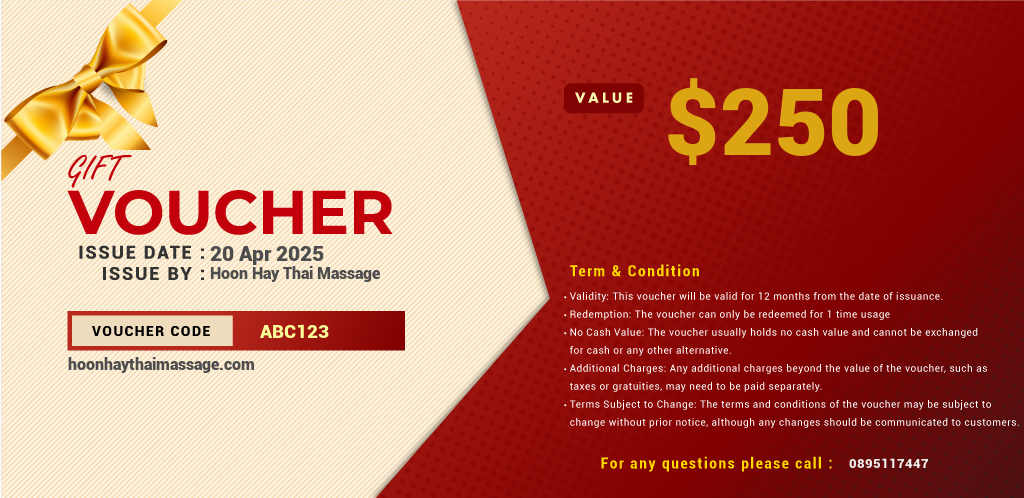 GIFT
VOUCHER
ISSUE DATE : 20 Apr 2025
ISSUE BY : Hoon Hay Thai Massage
VOUCHER CODE ABC123
hoonhaythaimassage.com
VALUE $250
Term & Condition
• Validity: This voucher will be valid for 12 months from the date of issuance.
• Redemption: The voucher can only be redeemed for 1 time usage
• No Cash Value: The voucher usually holds no cash value and cannot be exchanged
for cash or any other alternative.
• Additional Charges: Any additional charges beyond the value of the voucher, such as
taxes or gratuities, may need to be paid separately.
• Terms Subject to Change: The terms and conditions of the voucher may be subject to
change without prior notice, although any changes should be communicated to customers.
For any questions please call : 0895117447